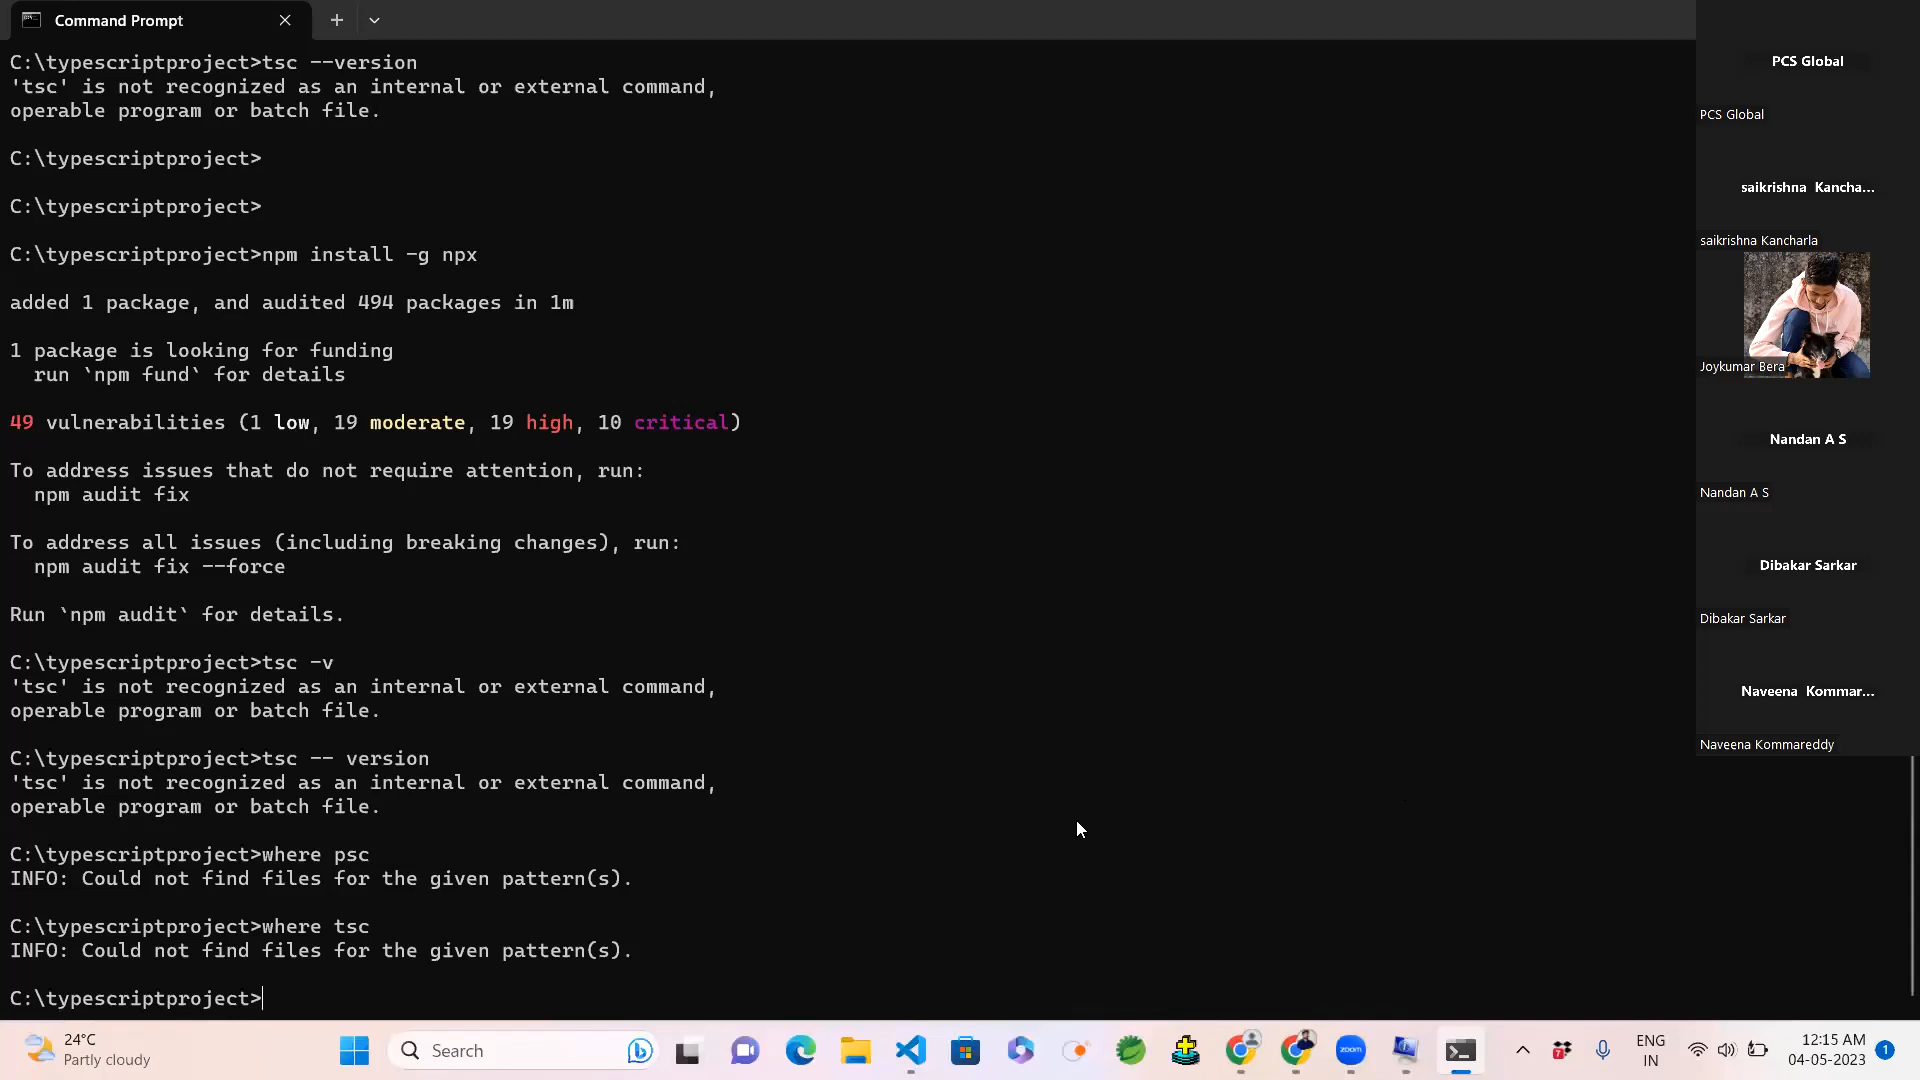 Command Prompt
C:\typescriptproject>tsc --version
'tsc' is not recognized as an internal or external command,
operable program or batch file.
C:\typescriptproject>
C:\typescriptproject>
C:\typescriptproject>npm install -g npx
added 1 package, and audited 494 packages in 1m
1 package is looking for funding
run `npm fund` for details
49 vulnerabilities (1 low, 19 moderate, 19 high, 10 critical)
To address issues that do not require attention, run:
npm audit fix
To address all issues (including breaking changes), run:
npm audit fix --force
Run `npm audit` for details.
C:\typescriptproject>tsc -v
'tsc' is not recognized as an internal or external command,
operable program or batch file.
C:\typescriptproject>tsc -- version
'tsc' is not recognized as an internal or external command,
operable program or batch file.
C:\typescriptproject>where psc
INFO: Could not find files for the given pattern(s).
C:\typescriptproject>where tsc
INFO: Could not find files for the given pattern(s).
C:\typescriptproject>
PCS Global
PCS Global
saikrishna Kancha...
saikrishna Kancharla
Joykumar Bera
Nandan A S
Nandan A S
Dibakar Sarkar
Dibakar Sarkar
Naveena Kommar...
Naveena Kommareddy
24°C
Partly cloudy
Search
zoom
7
ENG
IN
12:15 AM
04-05-2023
1